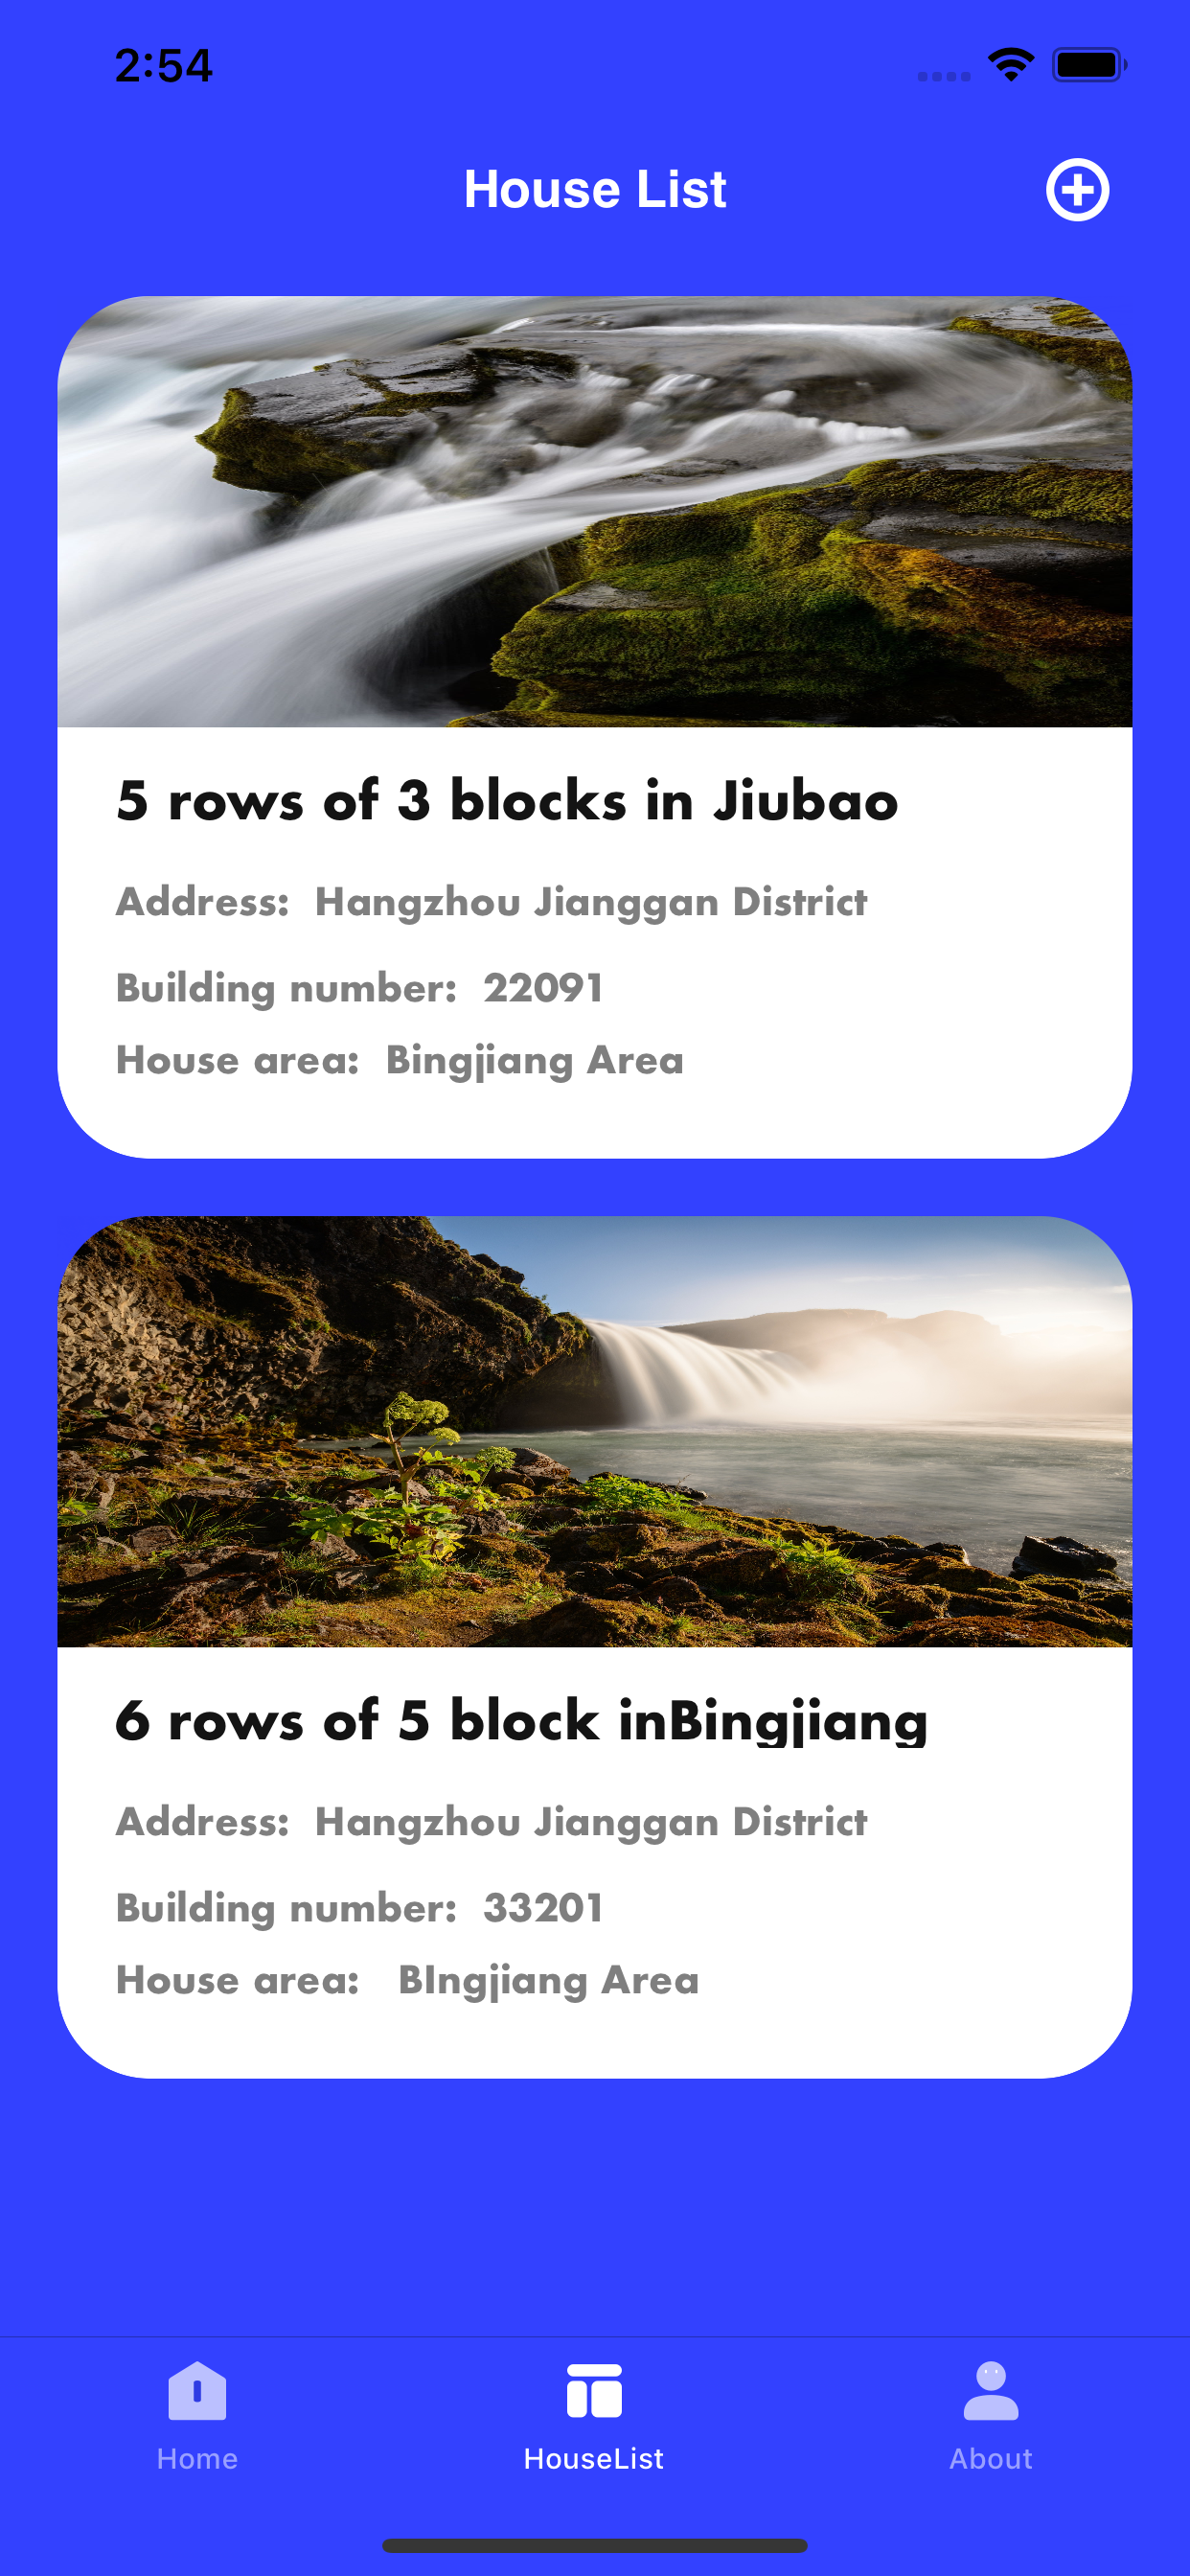 2:54
House List
5 rows of 3 blocks in Jiubao
Address: Hangzhou Jianggan District
Building number: 22091
House area: Bingjiang Area
6 rows of 5 block inBingjiang
Address: Hangzhou Jianggan District
Building number: 33201
House area: BIngjiang Area
Home HouseList About